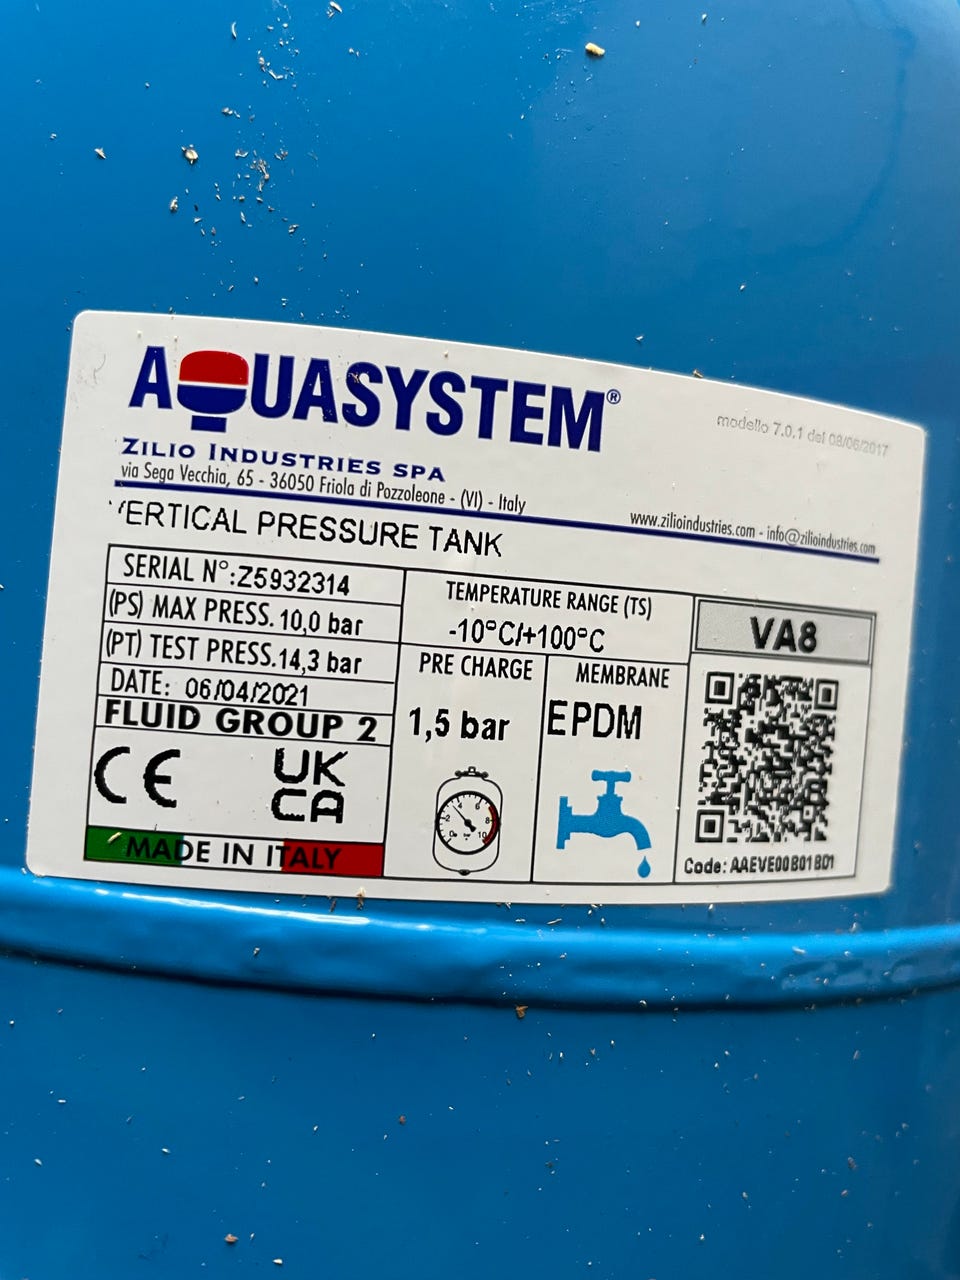 AQUASYSTEM®
modello 7.0.1 del 08/06/2017
ZILIO INDUSTRIES SPA
via Sega Vecchia, 65 - 36050 Friola di Pozzoleone - (VI) - Italy
www.zilioindustries.com - info@zilioindustries.com
VERTICAL PRESSURE TANK
SERIAL N°:Z5932314
(PS) MAX PRESS. 10,0 bar
(PT) TEST PRESS.14,3 bar
DATE: 06/04/2021
FLUID GROUP 2
CE
UK
CA
MADE IN ITALY
TEMPERATURE RANGE (TS)
-10°C/+100°C
PRE CHARGE
1,5 bar
MEMBRANE
EPDM
VA8
Code: AAEVE00B01B01